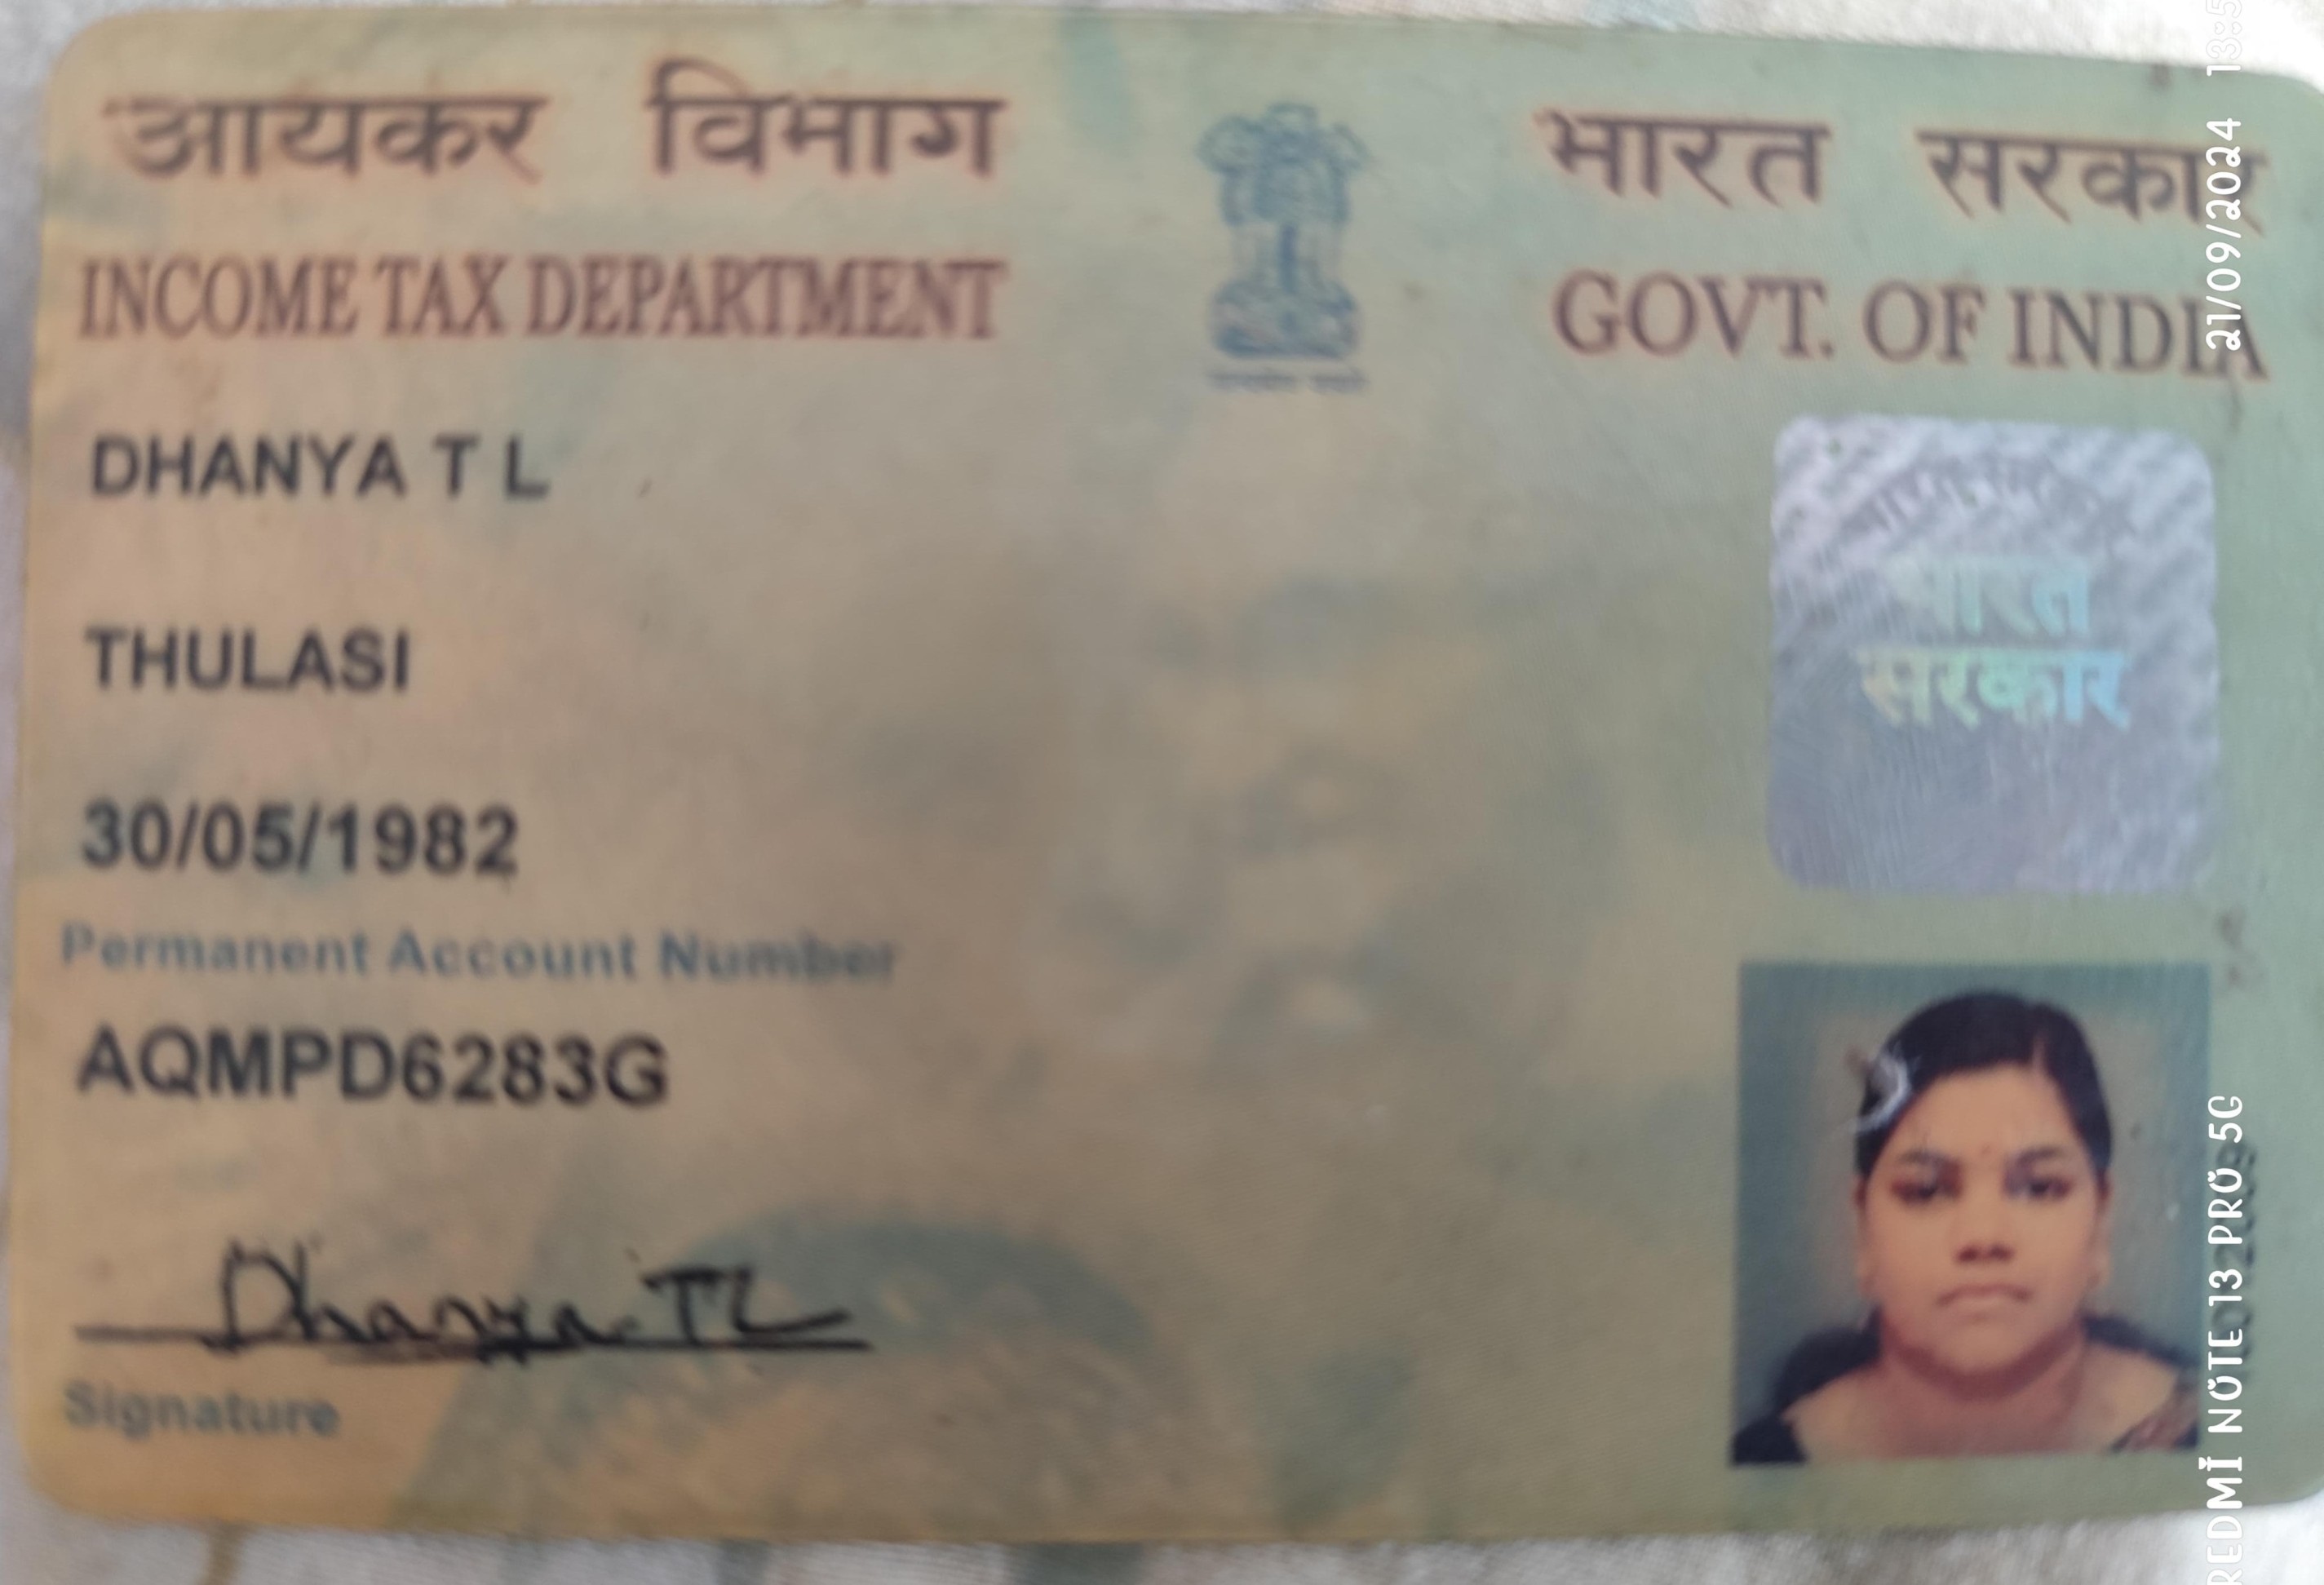 आयकर विभाग
INCOME TAX DEPARTMENT
भारत सरकार
GOVT. OF INDIA
DHANYA T L
THULASI
30/05/1982
Permanent Account Number
AQMPD6283G
Dhanya TL
Signature
भारत
सरकार
21/09/2024
REDMI NOTE 13 PRO 5G